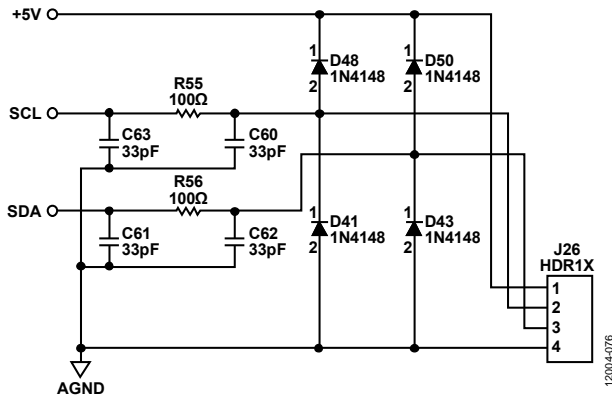 +5V
1
D48
1N4148
2
1
D50
1N4148
2
R55
100Ω
SCL
C63
33pF
C60
33pF
R56
100Ω
SDA
C61
33pF
C62
33pF
1
D41
1N4148
2
1
D43
1N4148
2
J26
HDR1X
1
2
3
4
AGND
12004-076